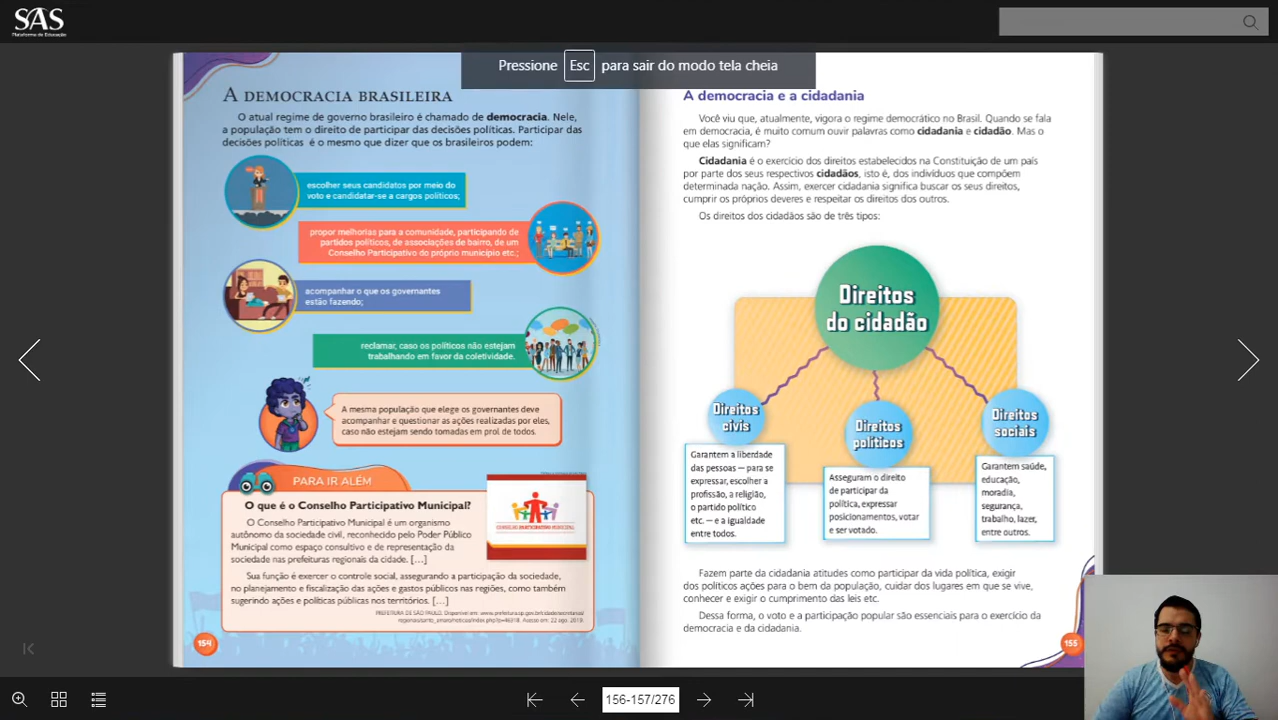 SAS
Plataforma de Educação
Pressione Esc para sair do modo tela cheia
A DEMOCRACIA BRASILEIRA
O atual regime de governo brasileiro é chamado de democracia. Nele,
a população tem o direito de participar das decisões políticas. Participar das
decisões políticas é o mesmo que dizer que os brasileiros podem:
escolher seus candidatos por meio do
voto e candidatar-se a cargos políticos;
propor melhorias para a comunidade, participando de
partidos políticos, de associações de bairro, de um
Conselho Participativo do próprio município etc.;
acompanhar o que os governantes
estão fazendo;
reclamar, caso os políticos não estejam
trabalhando em favor da coletividade.
A mesma população que elege os governantes deve
acompanhar e questionar as ações realizadas por eles,
caso não estejam sendo tomadas em prol de todos.
PARA IR ALÉM
O que é o Conselho Participativo Municipal?
O Conselho Participativo Municipal é um organismo
autônomo da sociedade civil, reconhecido pelo Poder Público
Municipal como espaço consultivo e de representação da
sociedade nas prefeituras regionais da cidade. [...]
Sua função é exercer o controle social, assegurando a participação da sociedade,
no planejamento e fiscalização das ações e gastos públicos nas regiões, como também
sugerindo ações e políticas públicas nos territórios. [...]
CONSELHO PARTICIPATIVO MUNICIPAL
PREFEITURA DE SÃO PAULO. Disponível em:
Acesso em: 22 ago. 2019.
154
A democracia e a cidadania
Você viu que, atualmente, vigora o regime democrático no Brasil. Quando se fala
em democracia, é muito comum ouvir palavras como cidadania e cidadão. Mas o
que elas significam?
Cidadania é o exercício dos direitos estabelecidos na Constituição de um país
por parte dos seus respectivos cidadãos, isto é, dos indivíduos que compõem
determinada nação. Assim, exercer cidadania significa buscar os seus direitos,
cumprir os próprios deveres e respeitar os direitos dos outros.
Os direitos dos cidadãos são de três tipos:
Direitos
do cidadão
Direitos
civis
Garantem a liberdade
das pessoas — para se
expressar, escolher a
profissão, a religião,
o partido político
etc. — e a igualdade
entre todos.
Direitos
políticos
Asseguram o direito
de participar da
política, expressar
posicionamentos, votar
e ser votado.
Direitos
sociais
Garantem saúde,
educação,
moradia,
segurança,
trabalho, lazer,
entre outros.
Fazem parte da cidadania atitudes como participar da vida política, exigir
dos políticos ações para o bem da população, cuidar dos lugares em que se vive,
conhecer e exigir o cumprimento das leis etc.
Dessa forma, o voto e a participação popular são essenciais para o exercício da
democracia e da cidadania.
155
156-157/276